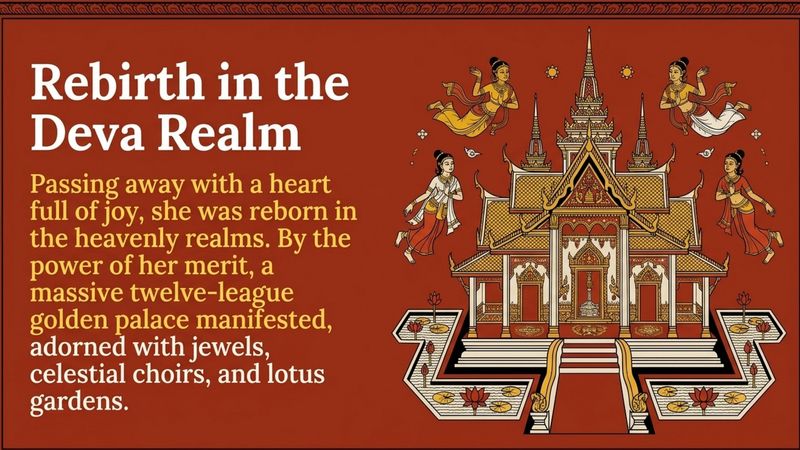 Rebirth in the
Deva Realm
Passing away with a heart
full of joy, she was reborn in
the heavenly realms. By the
power of her merit, a
massive twelve-league
golden palace manifested,
adorned with jewels,
celestial choirs, and lotus
gardens.